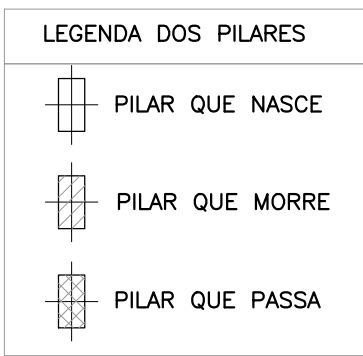 LEGENDA DOS PILARES
PILAR QUE NASCE
PILAR QUE MORRE
PILAR QUE PASSA